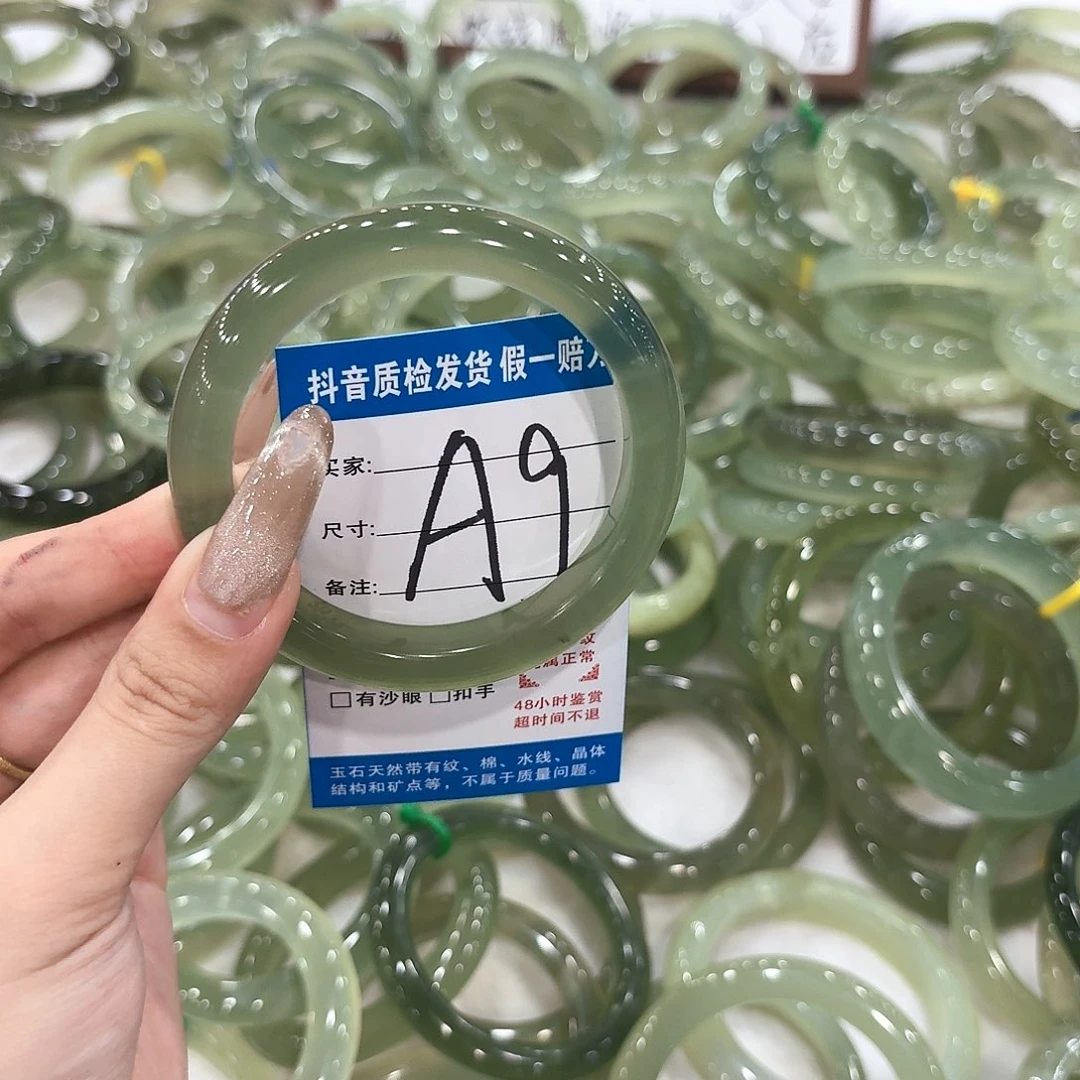 抖音质检发货 假一赔
买家:
A9
尺寸:
备注:
属正常
□有沙眼 □扣手
48小时鉴赏
超时间不退
玉石天然带有纹、棉、水线、晶体
结构和矿点等，不属于质量问题。